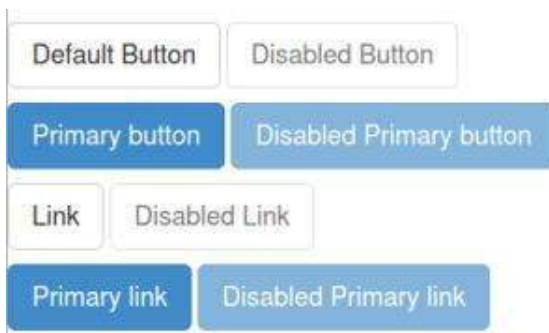 Default Button Disabled Button
Primary button Disabled Primary button
Link Disabled Link
Primary link Disabled Primary link